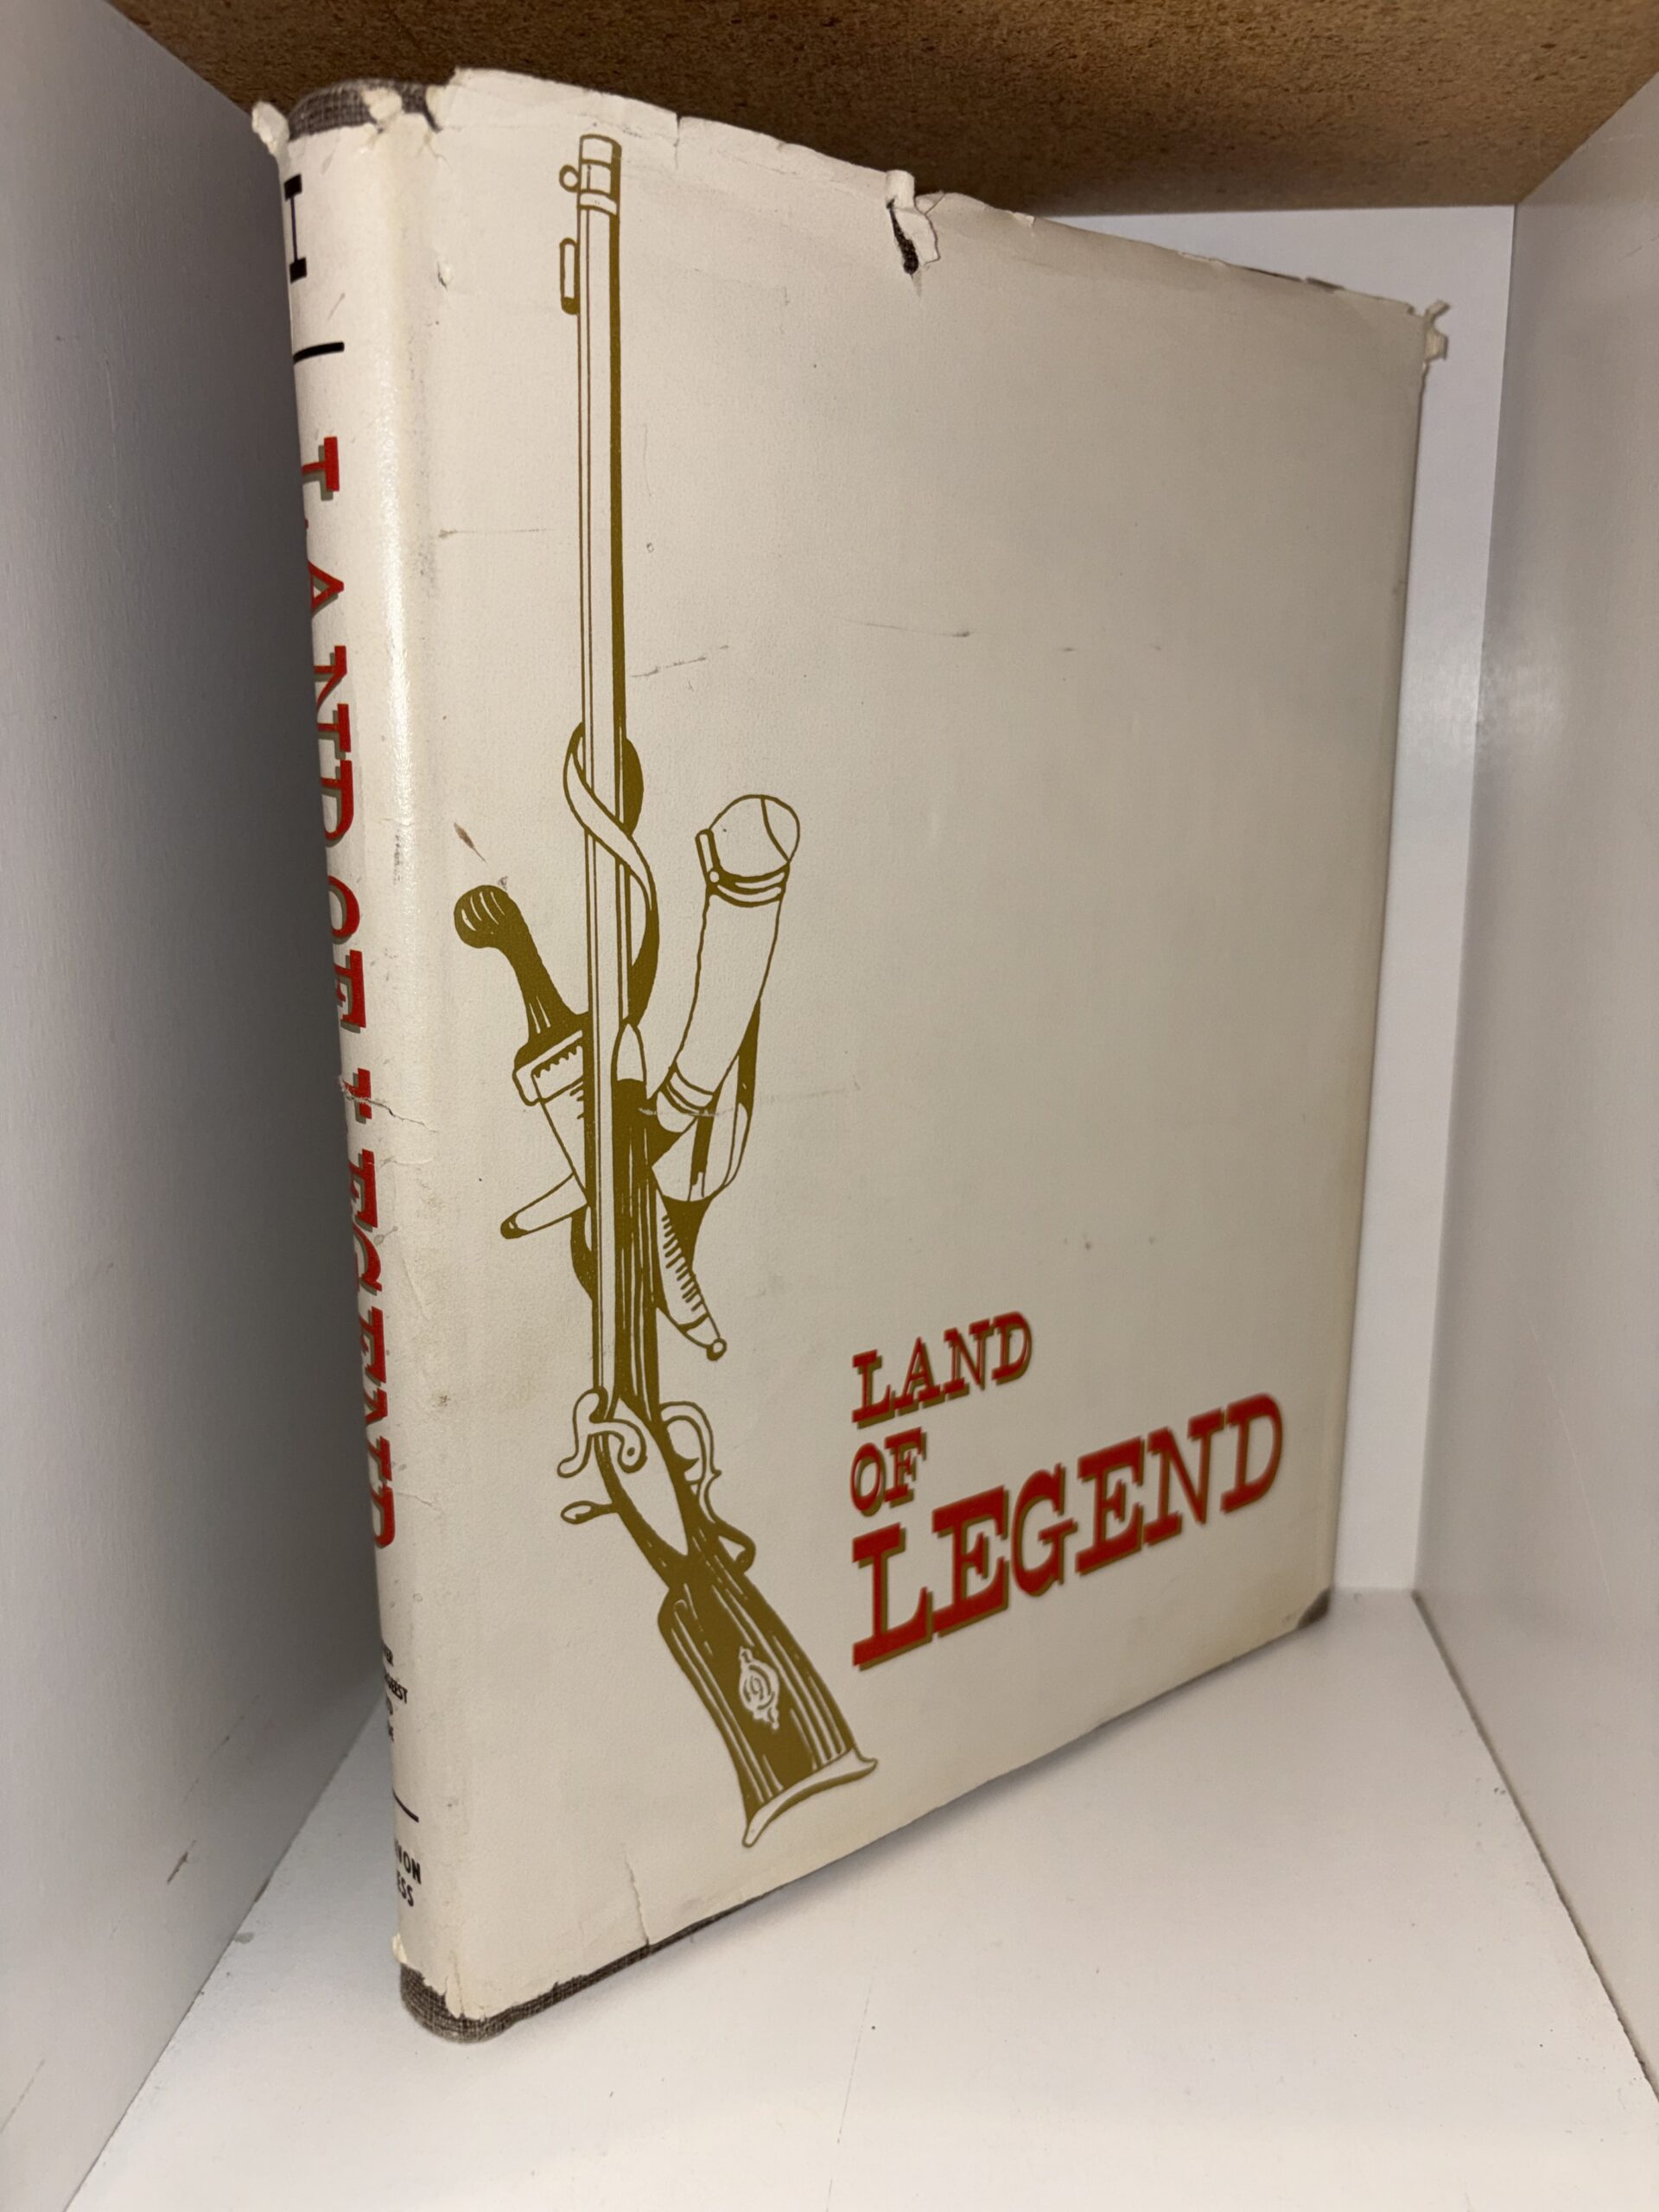 I
LAND OF LEGEND
LAND
OF
LEGEND